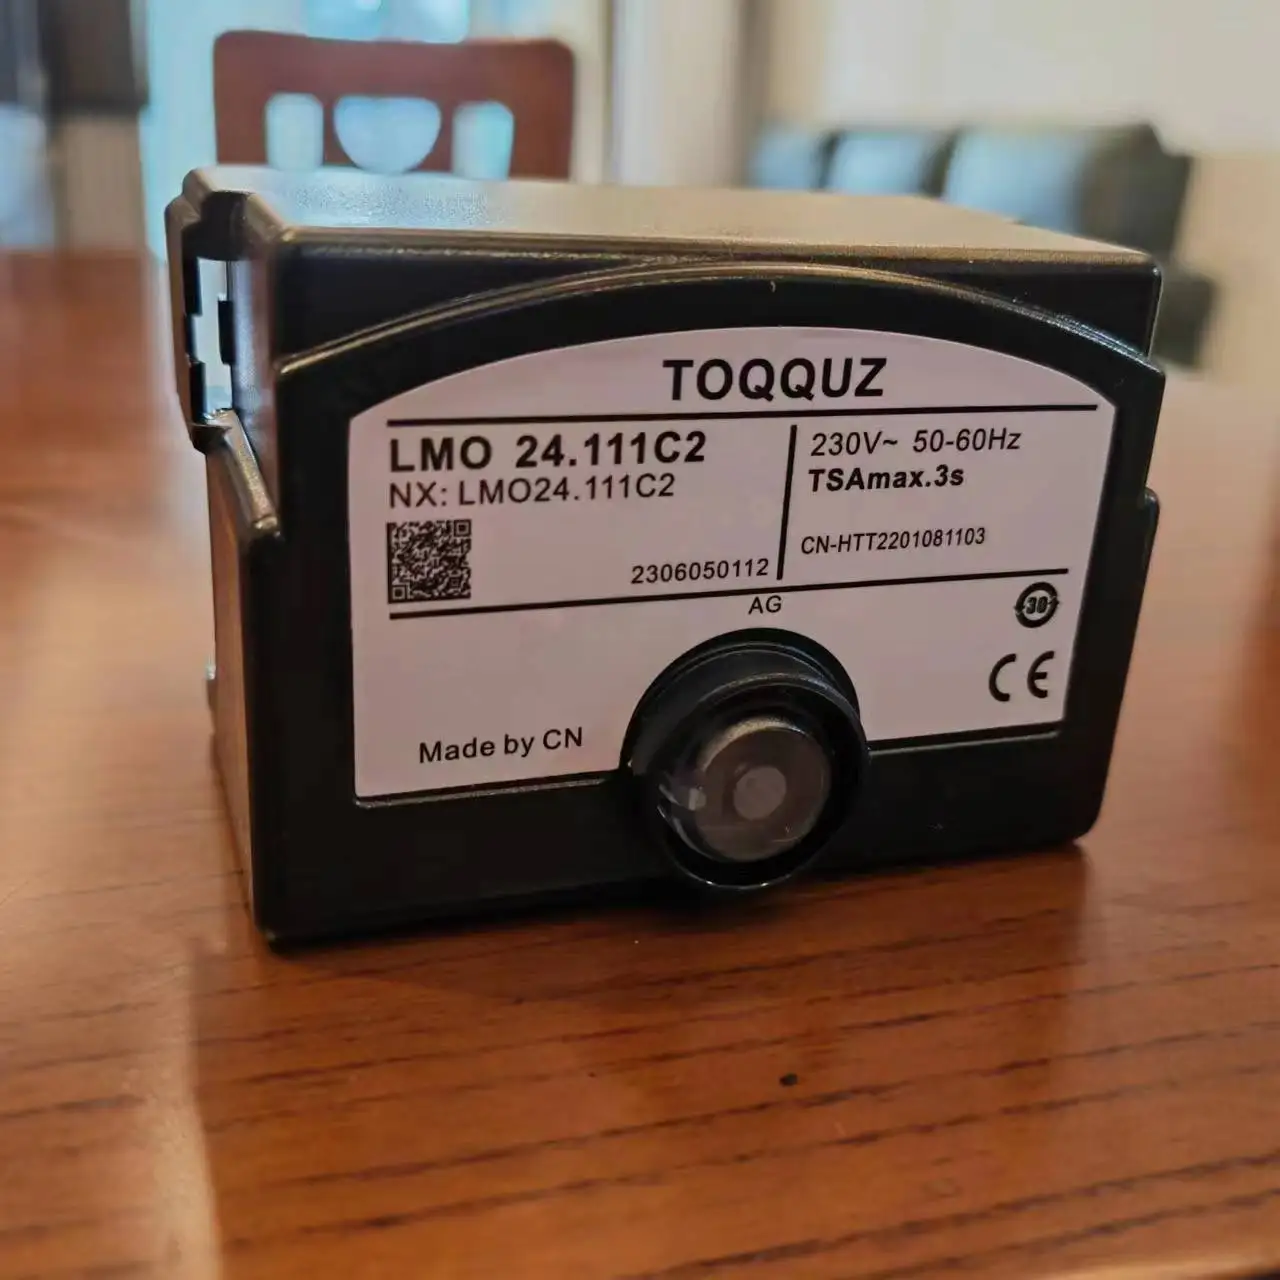 TOQQUZ
LMO 24.111C2
NX: LMO24.111C2
2306050112
230V~ 50-60Hz
TSAmax.3s
CN-HTT2201081103
AG
30
CE
Made by CN